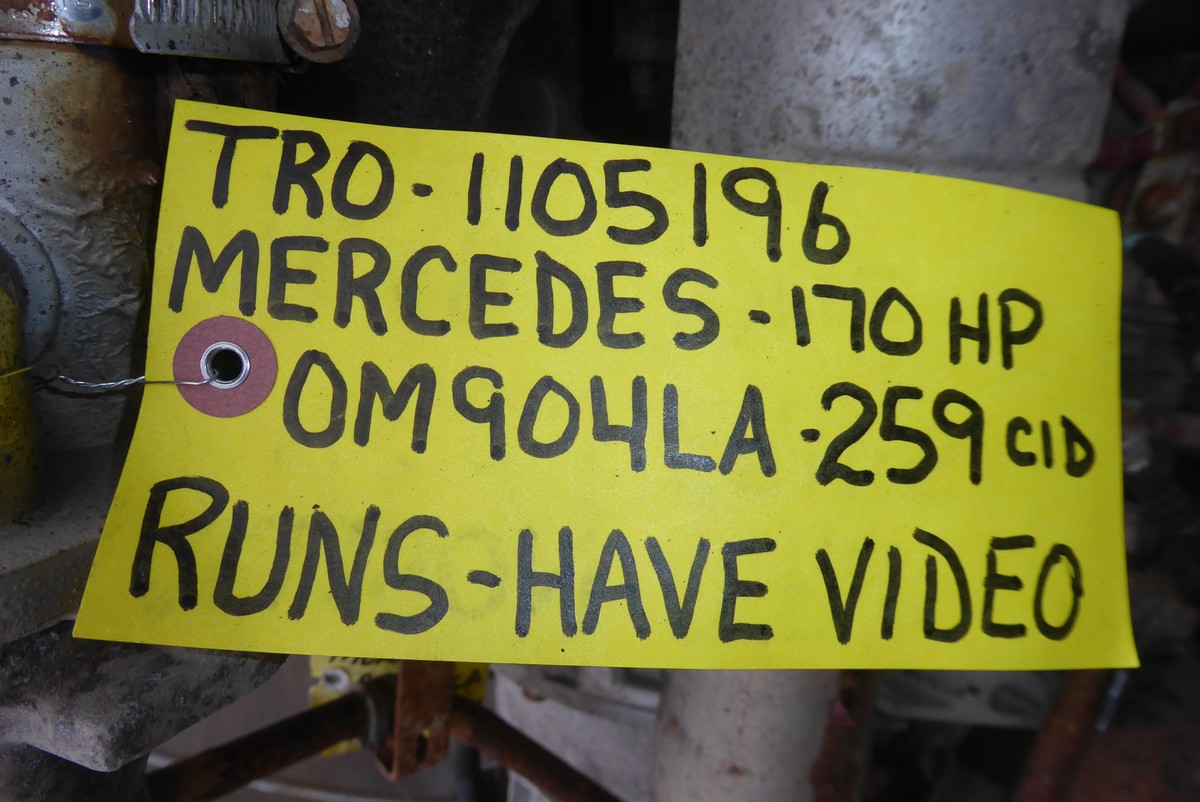 TRO-1105196
MERCEDES-170 HP
OM904LA-259 CID
RUNS-HAVE VIDEO